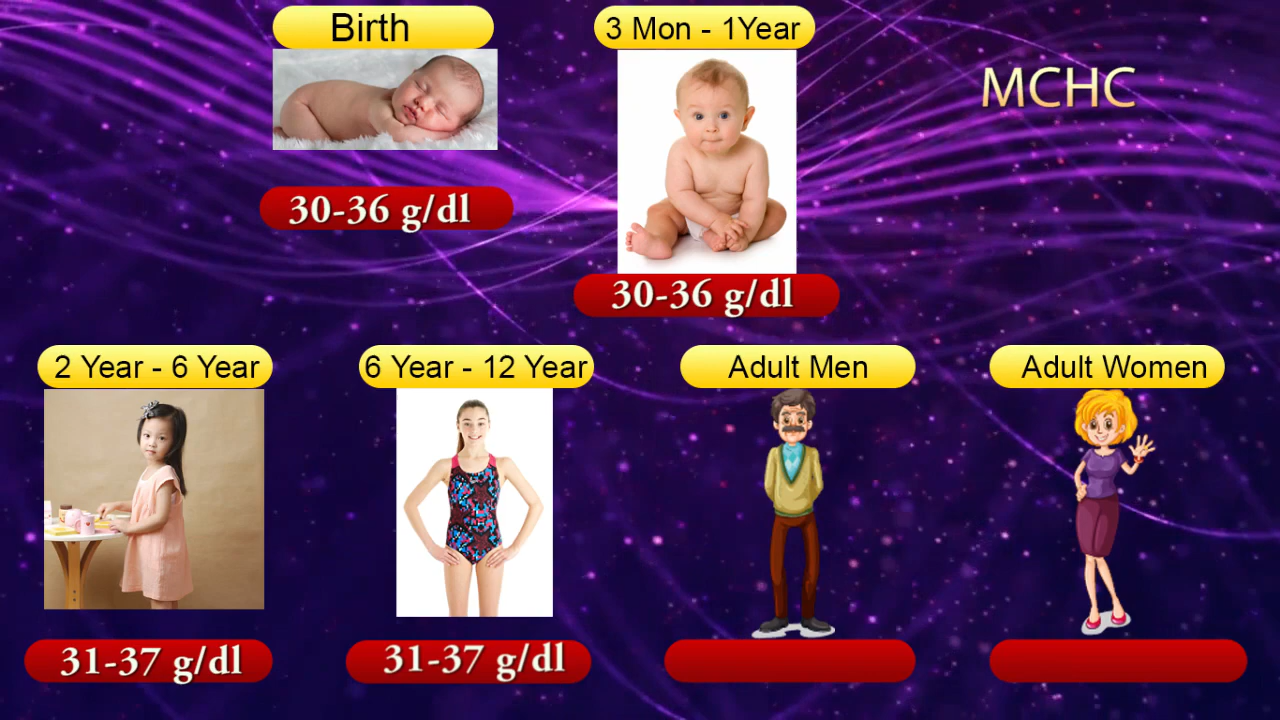 Birth
3 Mon - 1Year
MCHC
30-36 g/dl
30-36 g/dl
2 Year - 6 Year
6 Year - 12 Year
Adult Men
Adult Women
31-37 g/dl
31-37 g/dl